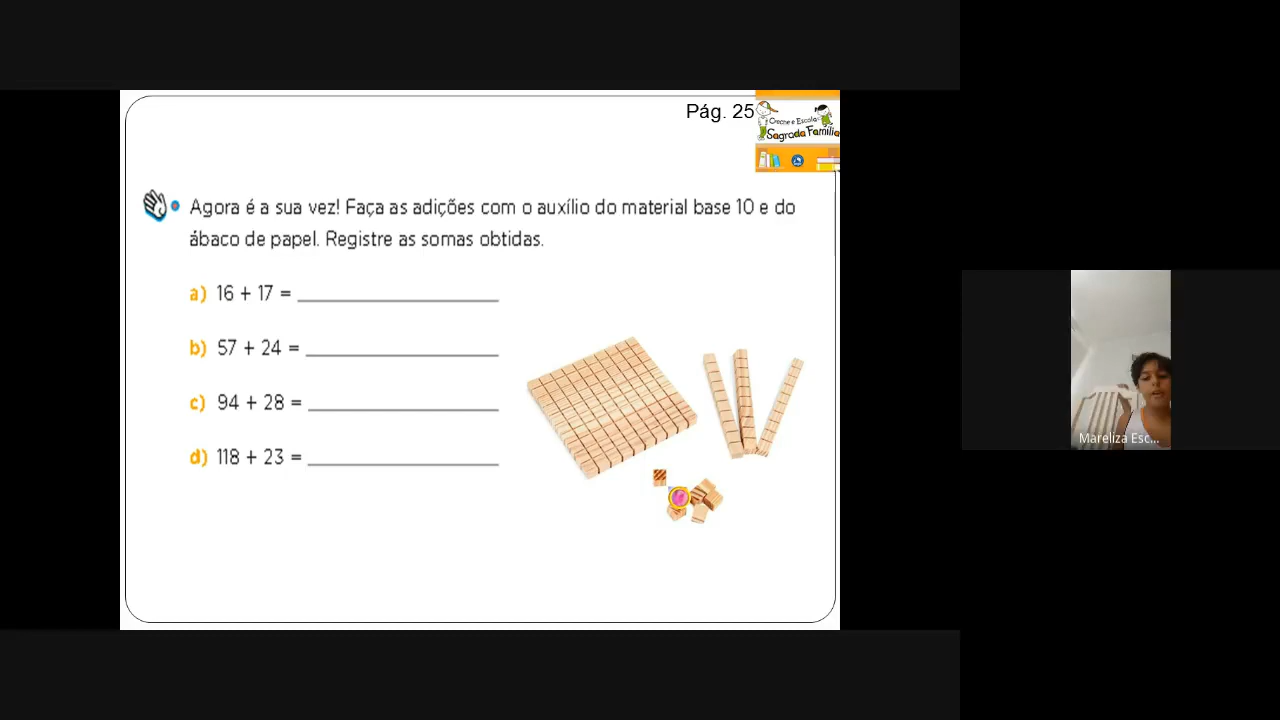 Pág. 25
Creche e Escola
Sagrada Família
Agora é a sua vez! Faça as adições com o auxílio do material base 10 e do
ábaco de papel. Registre as somas obtidas.
a) 16 + 17 =
b) 57 + 24 =
c) 94 + 28 =
d) 118 + 23 =
Mareliza Esc...